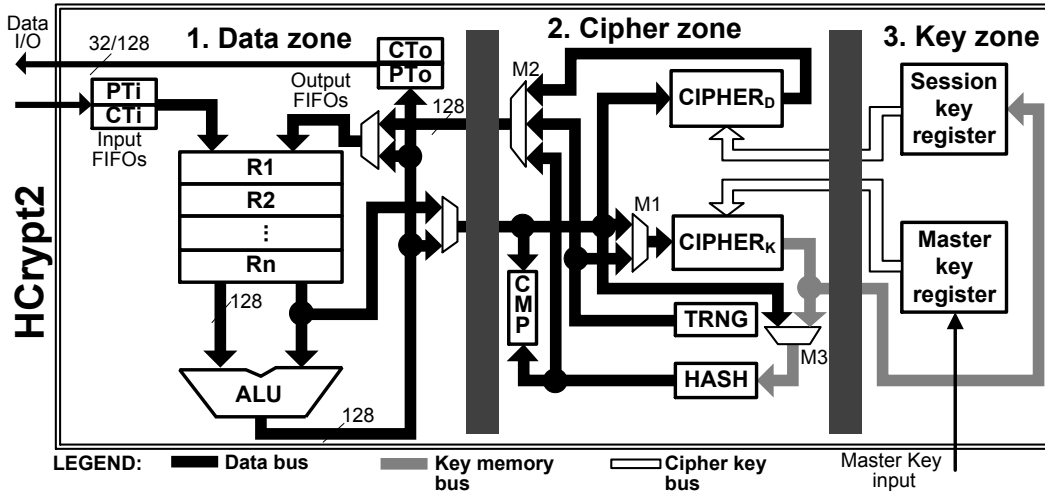 Data
I/O
32/128
1. Data zone
2. Cipher zone
3. Key zone
CTo
PTo
M2
PTi
CTi
Input
FIFOs
Output
FIFOs
128
CIPHERD
Session
key
register
R1
R2
⋮
Rn
M1
CIPHERK
Master
key
register
HCrypt2
128
C
M
P
TRNG
M3
ALU
HASH
128
LEGEND:
Data bus
Key memory
bus
Cipher key
bus
Master Key
input